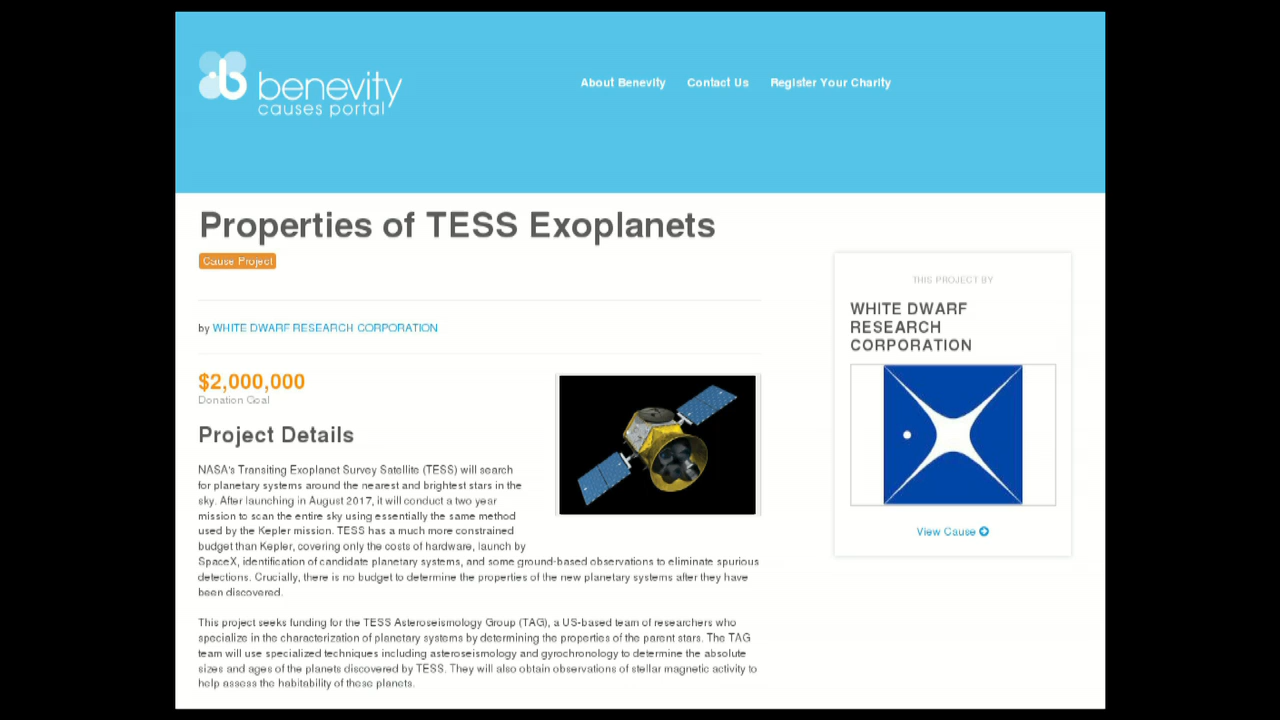 benevity
causes portal
About Benevity Contact Us Register Your Charity
Properties of TESS Exoplanets
Cause Project
by WHITE DWARF RESEARCH CORPORATION
$2,000,000
Donation Goal
Project Details
NASA's Transiting Exoplanet Survey Satellite (TESS) will search
for planetary systems around the nearest and brightest stars in the
sky. After launching in August 2017, it will conduct a two year
mission to scan the entire sky using essentially the same method
used by the Kepler mission. TESS has a much more constrained
budget than Kepler, covering only the costs of hardware, launch by
SpaceX, identification of candidate planetary systems, and some ground-based observations to eliminate spurious
detections. Crucially, there is no budget to determine the properties of the new planetary systems after they have
been discovered.
This project seeks funding for the TESS Asteroseismology Group (TAG), a US-based team of researchers who
specialize in the characterization of planetary systems by determining the properties of the parent stars. The TAG
team will use specialized techniques including asteroseismology and gyrochronology to determine the absolute
sizes and ages of the planets discovered by TESS. They will also obtain observations of stellar magnetic activity to
help assess the habitability of these planets.
THIS PROJECT BY
WHITE DWARF
RESEARCH
CORPORATION
View Cause